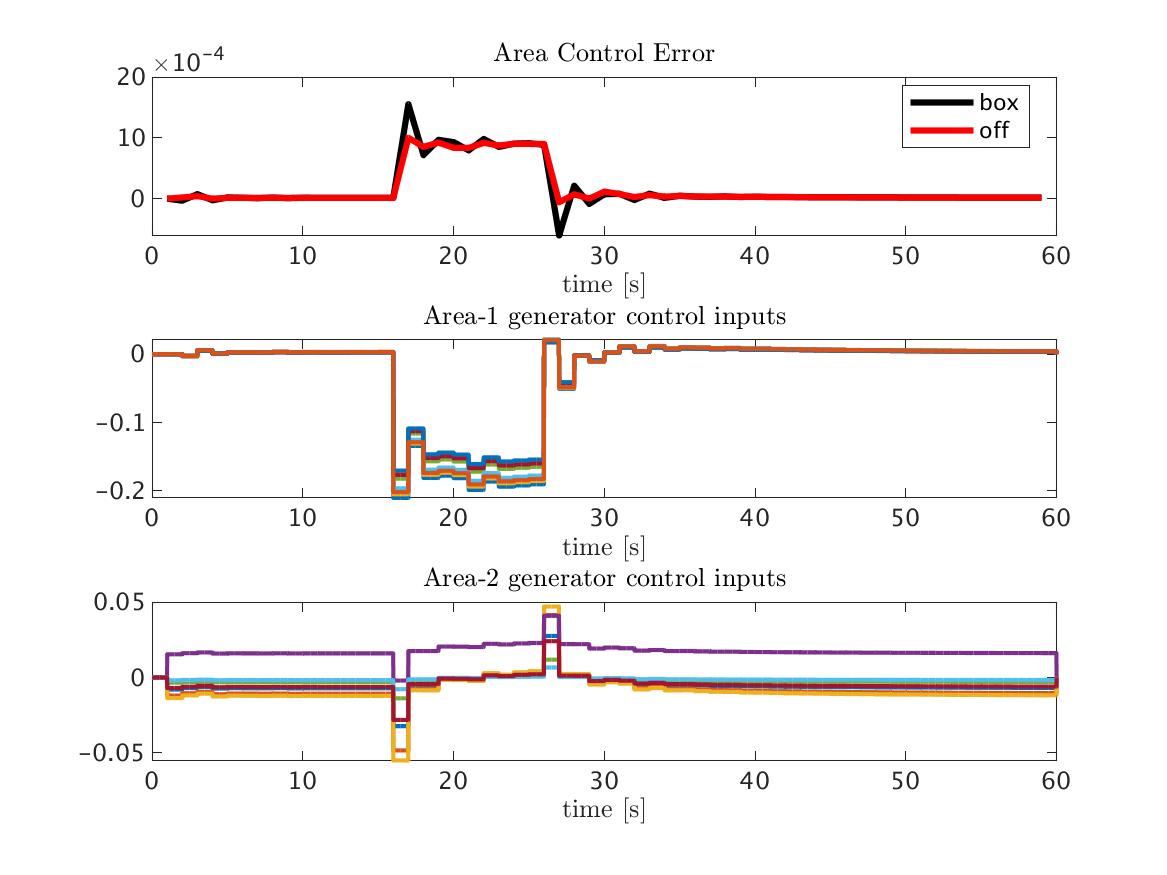 Area Control Error
×10⁻⁴
20
10
0
box
off
0 10 20 30 40 50 60
time [s]
Area-1 generator control inputs
0
-0.1
-0.2
0 10 20 30 40 50 60
time [s]
Area-2 generator control inputs
0.05
0
-0.05
0 10 20 30 40 50 60
time [s]